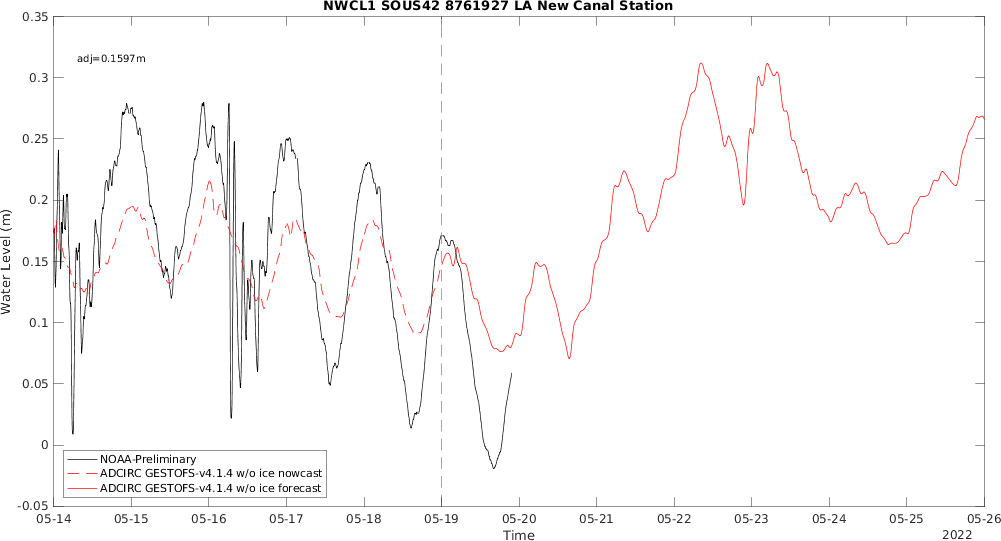 NWCL1 SOUS42 8761927 LA New Canal Station
0.35
adj=0.1597m
0.3
0.25
0.2
0.15
0.1
0.05
0
-0.05
Water Level (m)
NOAA-Preliminary
ADCIRC GESTOFS-v4.1.4 w/o ice nowcast
ADCIRC GESTOFS-v4.1.4 w/o ice forecast
05-14 05-15 05-16 05-17 05-18 05-19 05-20 05-21 05-22 05-23 05-24 05-25 05-26
Time
2022